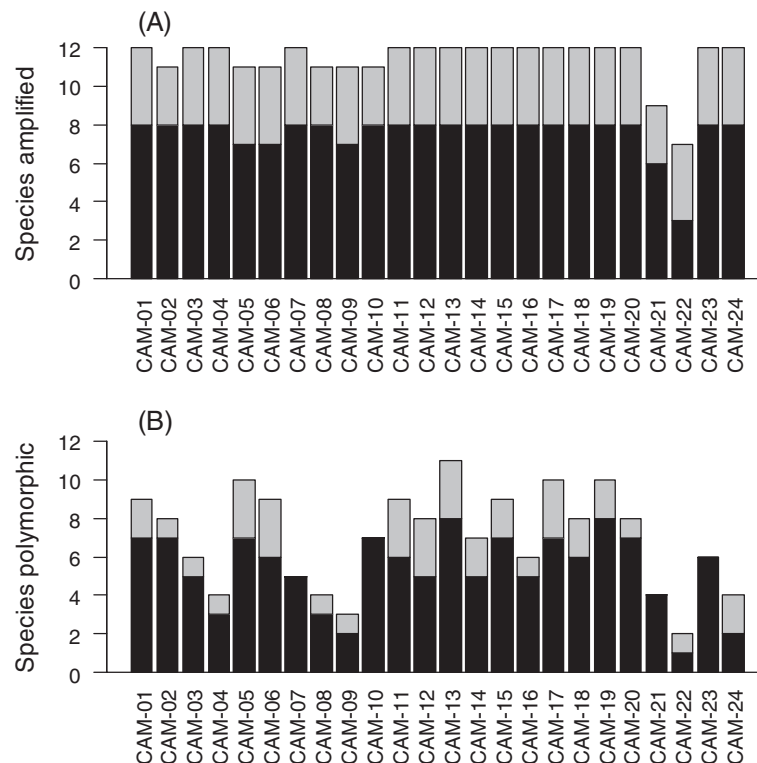 (A)
Species amplified
12
10
8
6
4
2
0
CAM-01
CAM-02
CAM-03
CAM-04
CAM-05
CAM-06
CAM-07
CAM-08
CAM-09
CAM-10
CAM-11
CAM-12
CAM-13
CAM-14
CAM-15
CAM-16
CAM-17
CAM-18
CAM-19
CAM-20
CAM-21
CAM-22
CAM-23
CAM-24
(B)
Species polymorphic
12
10
8
6
4
2
0
CAM-01
CAM-02
CAM-03
CAM-04
CAM-05
CAM-06
CAM-07
CAM-08
CAM-09
CAM-10
CAM-11
CAM-12
CAM-13
CAM-14
CAM-15
CAM-16
CAM-17
CAM-18
CAM-19
CAM-20
CAM-21
CAM-22
CAM-23
CAM-24